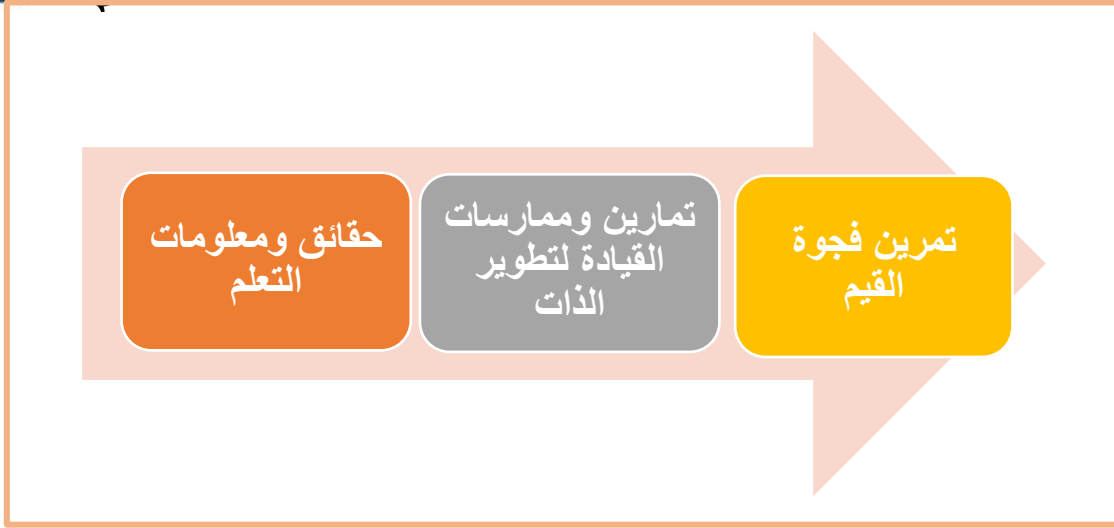 حقائق ومعلومات
التعلم
تمارين وممارسات
القيادة لتطوير
الذات
تمرين فجوة
القيم